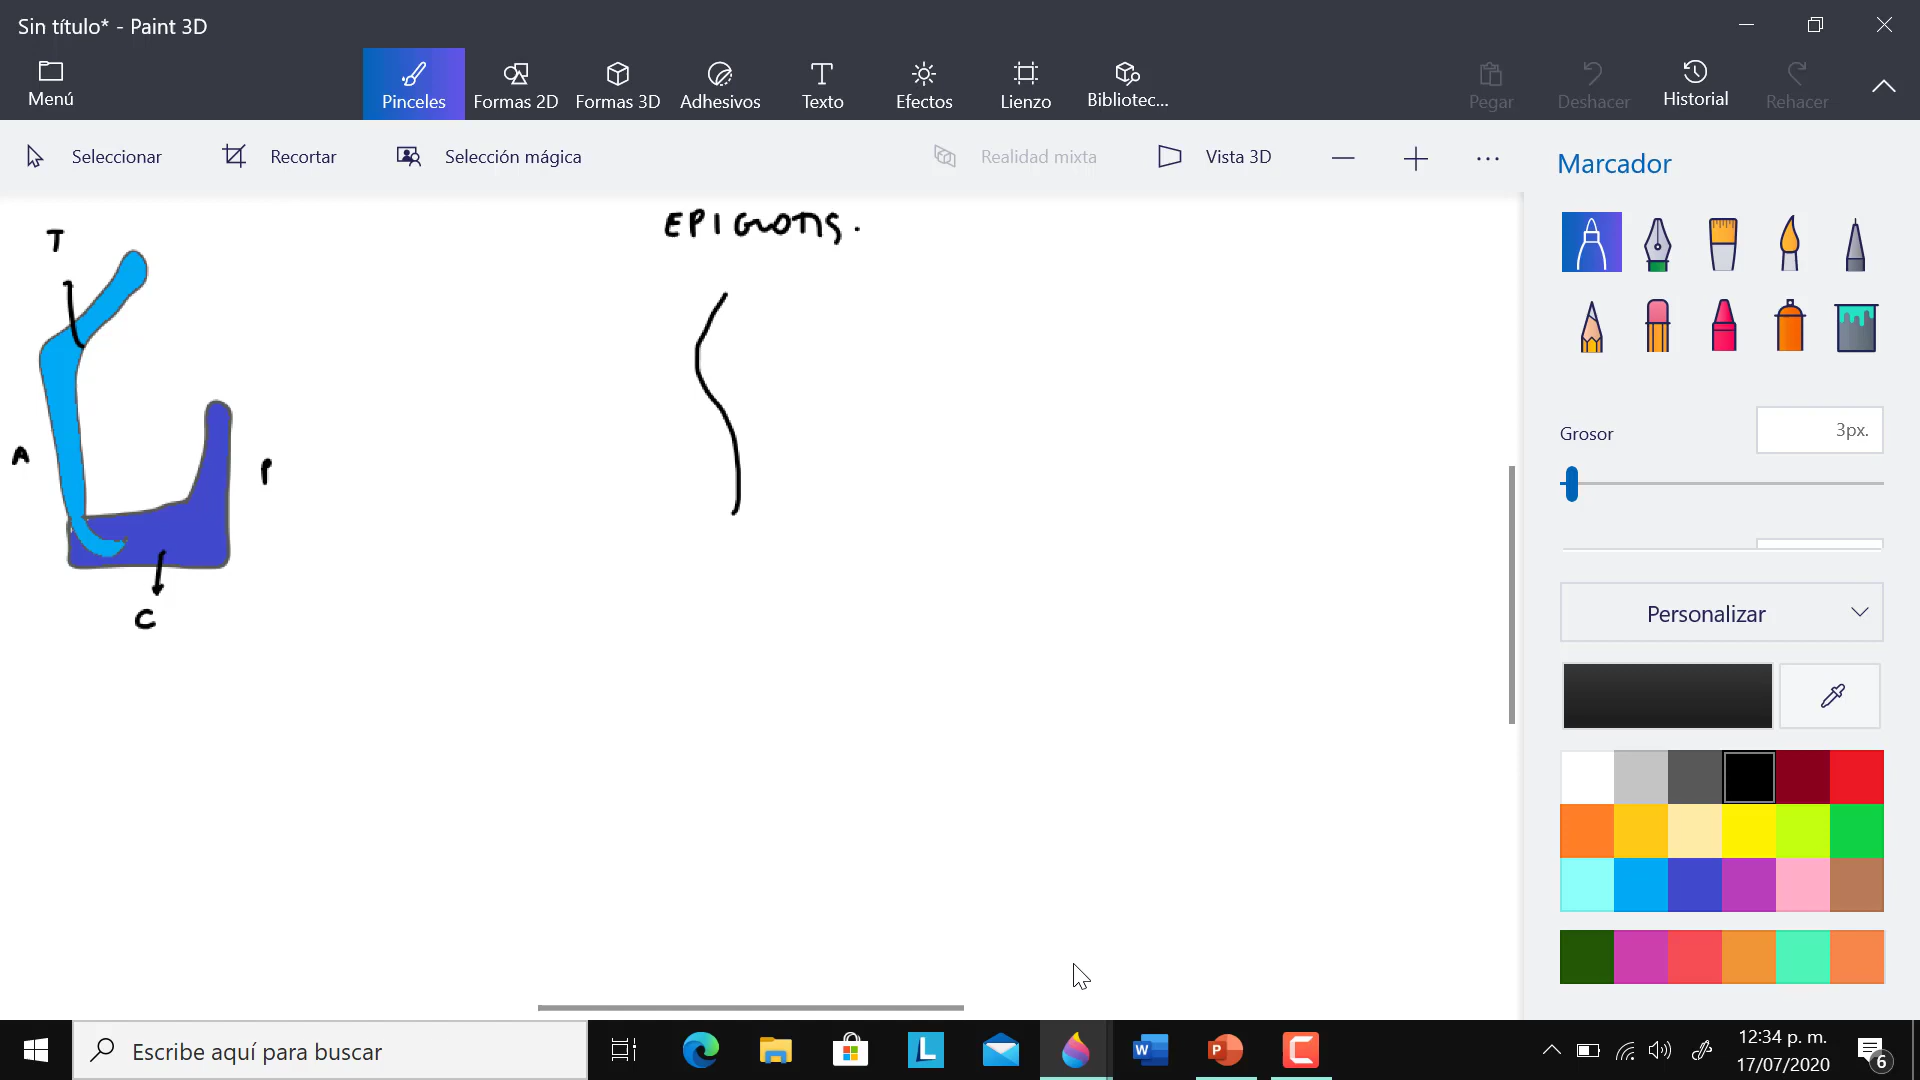 Sin título* - Paint 3D
Menú
Pinceles
Formas 2D
Formas 3D
Adhesivos
Texto
Efectos
Lienzo
Bibliotec...
Pegar
Deshacer
Historial
Rehacer
Seleccionar
Recortar
Selección mágica
Realidad mixta
Vista 3D
Marcador
Grosor
3px.
Personalizar
T
A
P
C
EPIGLOTIS.
Escribe aquí para buscar
12:34 p. m.
17/07/2020
6